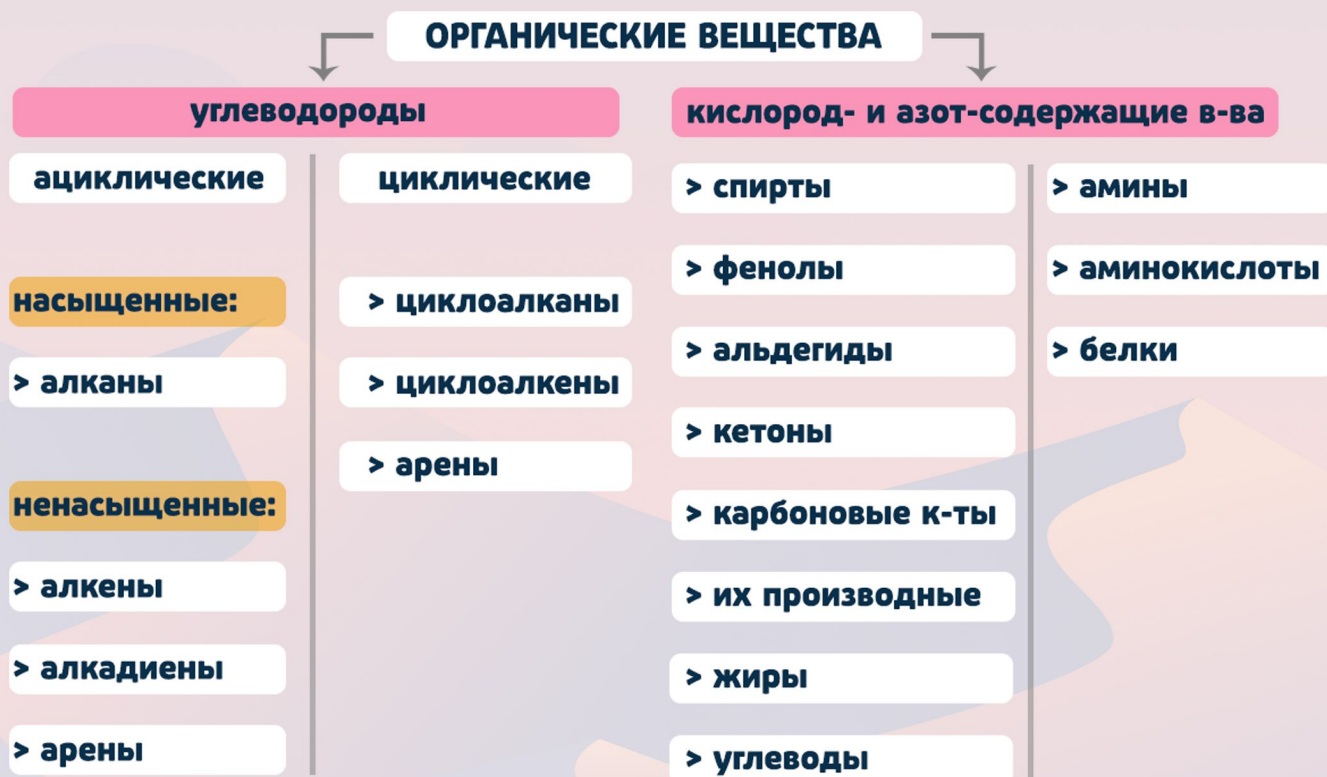 ОРГАНИЧЕСКИЕ ВЕЩЕСТВА
углеводороды
ациклические
насыщенные:
> алканы
ненасыщенные:
> алкены
> алкадиены
> арены
циклические
> циклоалканы
> циклоалкены
> арены
кислород- и азот-содержащие в-ва
> спирты
> фенолы
> альдегиды
> кетоны
> карбоновые к-ты
> их производные
> жиры
> углеводы
> амины
> аминокислоты
> белки